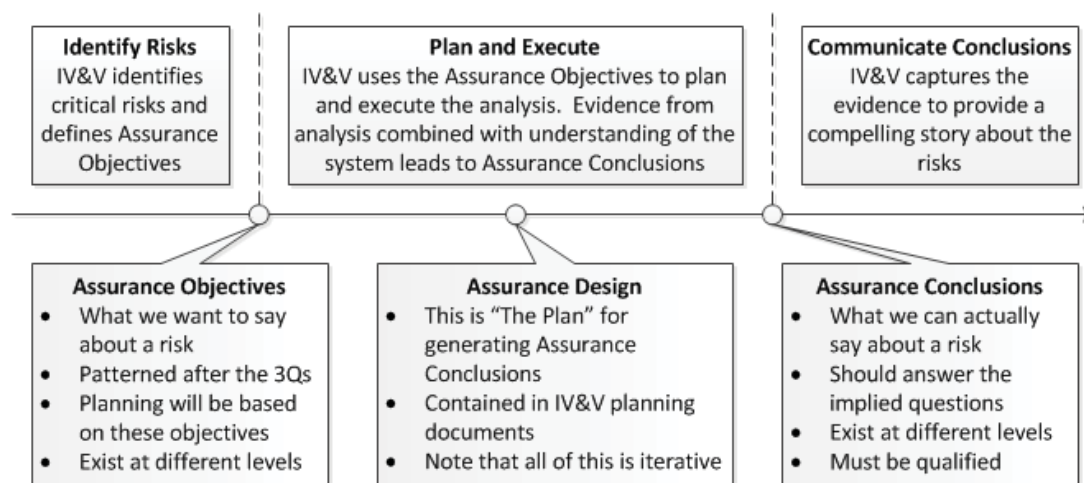 Identify Risks
IV&V identifies
critical risks and
defines Assurance
Objectives
Plan and Execute
IV&V uses the Assurance Objectives to plan
and execute the analysis. Evidence from
analysis combined with understanding of the
system leads to Assurance Conclusions
Communicate Conclusions
IV&V captures the
evidence to provide a
compelling story about the
risks
Assurance Objectives
• What we want to say
about a risk
• Patterned after the 3Qs
• Planning will be based
on these objectives
• Exist at different levels
Assurance Design
• This is “The Plan” for
generating Assurance
Conclusions
• Contained in IV&V planning
documents
• Note that all of this is iterative
Assurance Conclusions
• What we can actually
say about a risk
• Should answer the
implied questions
• Exist at different levels
• Must be qualified